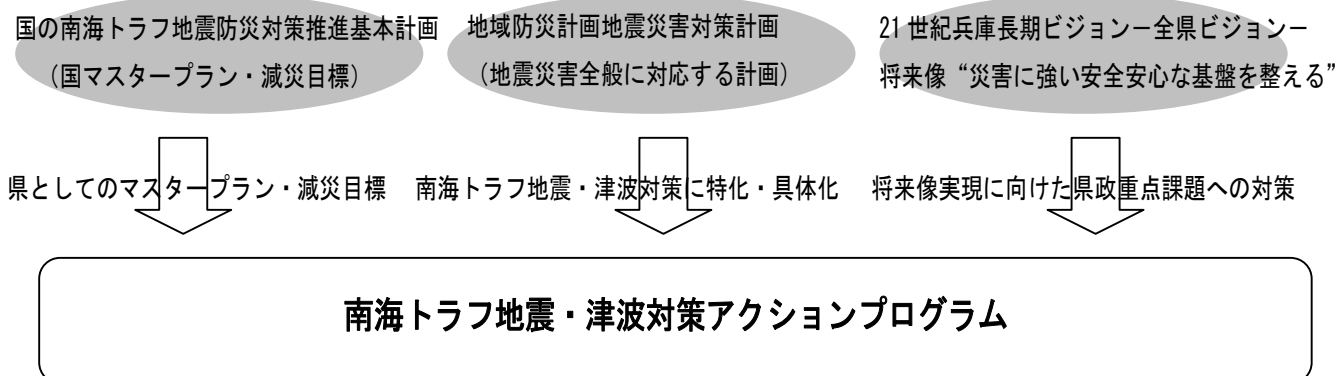 国の南海トラフ地震防災対策推進基本計画
(国マスタープラン・減災目標)
地域防災計画地震災害対策計画
(地震災害全般に対応する計画)
21世紀兵庫長期ビジョン－全県ビジョン－
将来像“災害に強い安全安心な基盤を整える”
県としてのマスタープラン・減災目標
南海トラフ地震・津波対策に特化・具体化
将来像実現に向けた県政重点課題への対策
南海トラフ地震・津波対策アクションプログラム